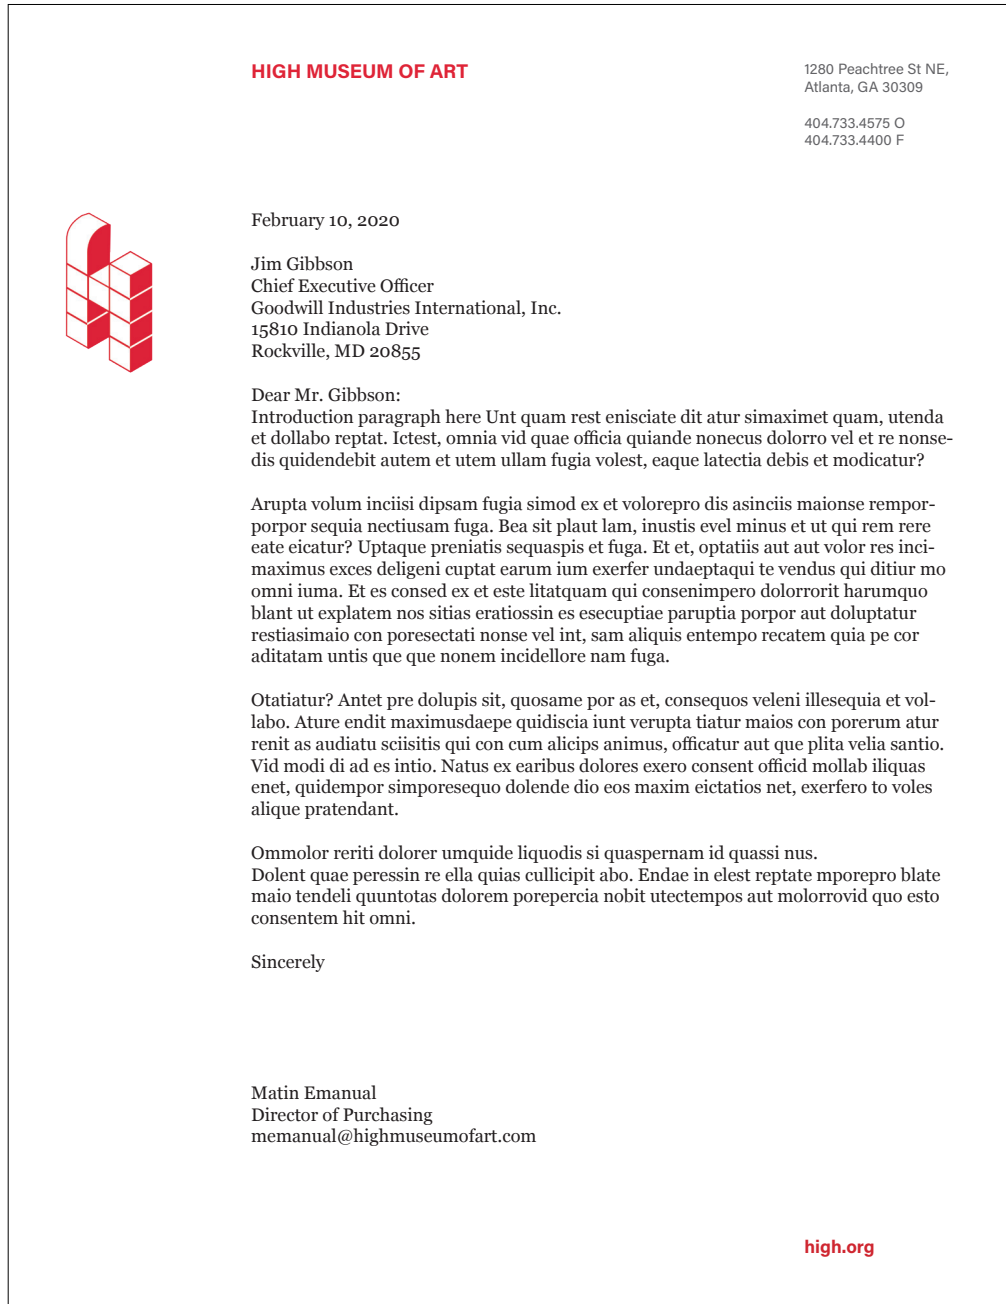 HIGH MUSEUM OF ART
1280 Peachtree St NE,
Atlanta, GA 30309
404.733.4575 O
404.733.4400 F
February 10, 2020
Jim Gibbson
Chief Executive Officer
Goodwill Industries International, Inc.
15810 Indianola Drive
Rockville, MD 20855
Dear Mr. Gibbson:
Introduction paragraph here Unt quam rest enisciate dit atur simaximet quam, utenda
et dollabo reptat. Ictest, omnia vid quae officia quiande nonecus dolorro vel et re nonse-
dis quidendebit autem et utem ullam fugia volest, eaque latectia debis et modicatur?
Arupta volum inciisi dipsam fugia simod ex et volorepro dis asinciis maionse rempor-
porpor sequia nectiusam fuga. Bea sit plaut lam, inustis evel minus et ut qui rem rere
eate eicatur? Uptaque preniatis sequaspis et fuga. Et et, optatiis aut aut volor res inci-
maximus exces deligeni cuptat earum ium exerfer undaeptaqui te vendus qui ditiur mo
omni iuma. Et es consed ex et este litatquam qui consenimpero dolorrorit harumquo
blant ut explatem nos sitias eratiossin es esecuptiae paruptia porpor aut doluptatur
restiasimaio con poresectati nonse vel int, sam aliquis entempo recatem quia pe cor
aditatam untis que que nonem incidellore nam fuga.
Otatiatur? Antet pre dolupis sit, quosame por as et, consequos veleni illesequia et vol-
labo. Ature endit maximusdaepe quidiscia iunt verupta tiatur maios con porerum atur
renit as audiatu sciisitis qui con cum alicips animus, officatur aut que plita velia santio.
Vid modi di ad es intio. Natus ex earibus dolores exero consent officid mollab iliquas
enet, quidempor simporesequo dolende dio eos maxim eictatios net, exerfero to voles
alique pratendant.
Ommolor reriti dolorer umquide liquodis si quaspernam id quassi nus.
Dolent quae peressin re ella quias cullicipit abo. Endae in elest reptate mporepro blate
maio tendeli quuntotas dolorem porepercia nobit utectempos aut molorrovid quo esto
consentem hit omni.
Sincerely
Matin Emanual
Director of Purchasing
memanual@highmuseumofart.com
high.org